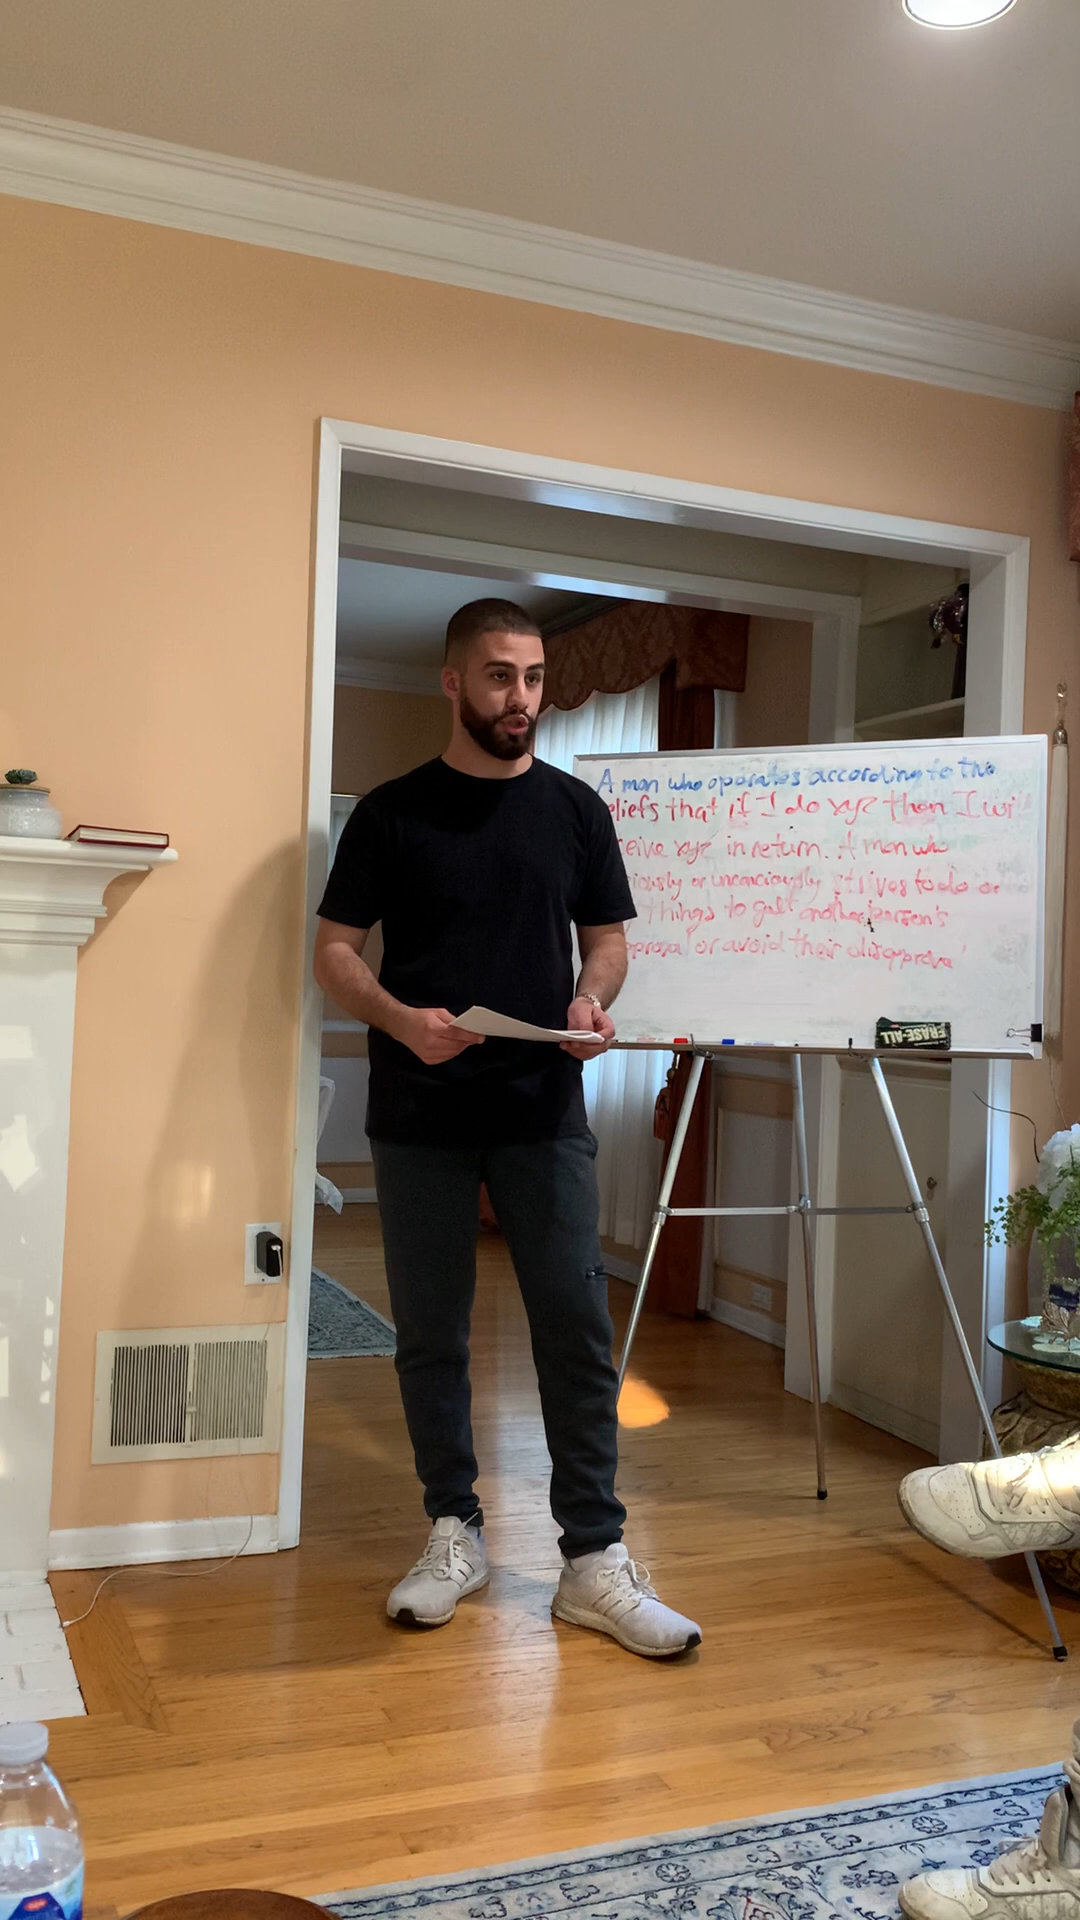 A man who operates according to the
eliefs that if I do xyz then I wi
eive xyz in return. A man who
iously or unconciously strives to do or
things to get another person's
proval or avoid their disapproval
ERASE-ALL